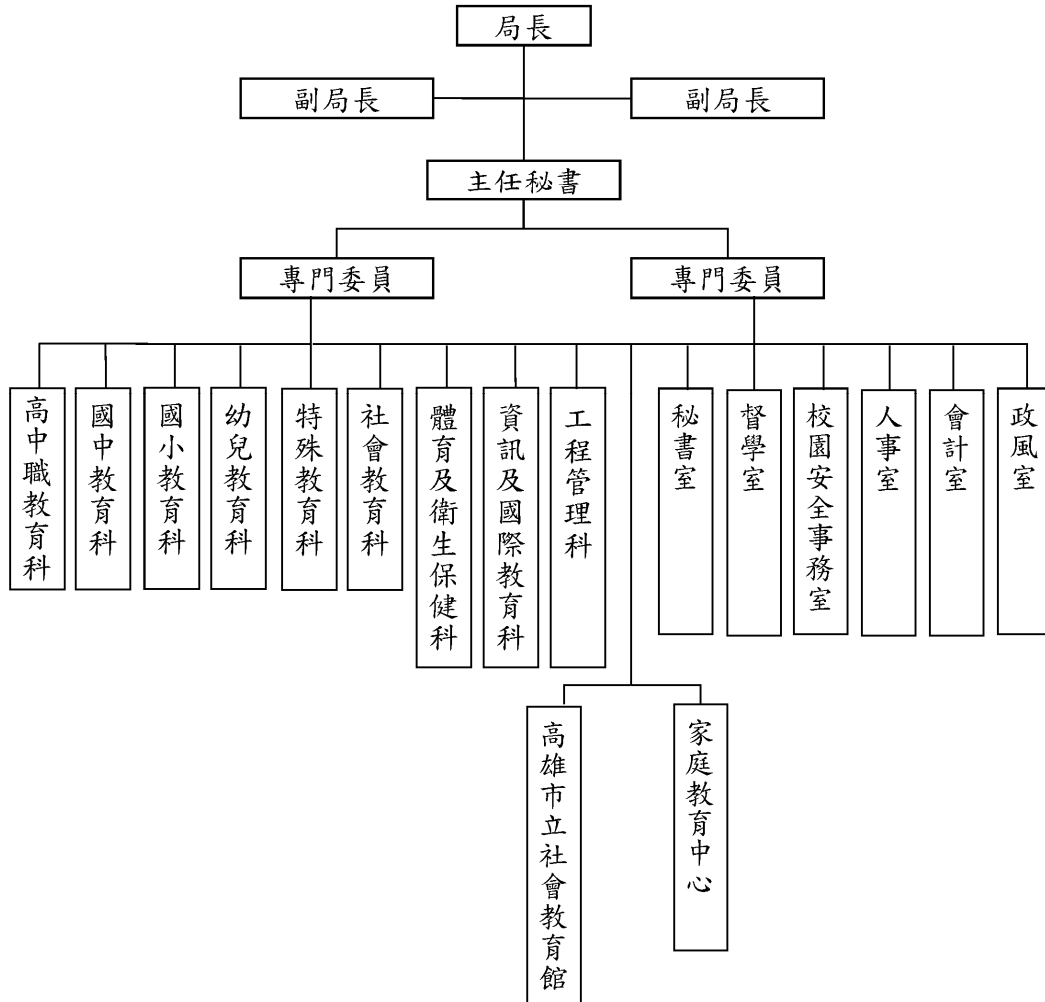 局長
副局長
副局長
主任秘書
專門委員
專門委員
高中職教育科
國中教育科
國小教育科
幼兒教育科
特殊教育科
社會教育科
體育及衛生保健科
資訊及國際教育科
工程管理科
秘書室
督學室
校園安全事務室
人事室
會計室
政風室
高雄市立社會教育館
家庭教育中心